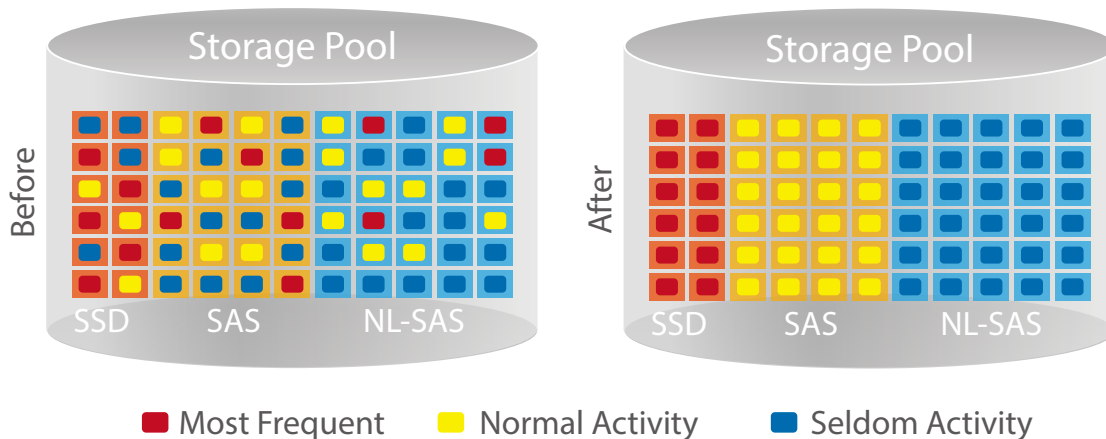 Storage Pool
Before
SSD
SAS
NL-SAS
Storage Pool
After
SSD
SAS
NL-SAS
Most Frequent
Normal Activity
Seldom Activity